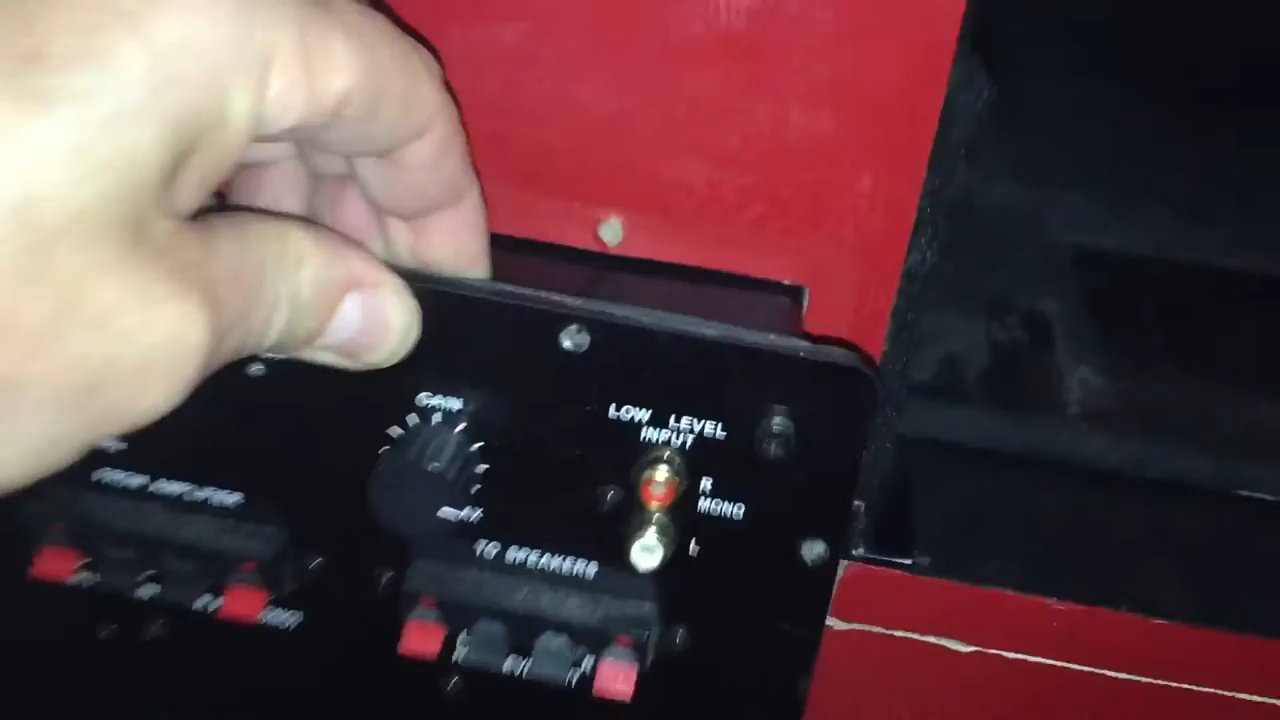 GAIN
LOW LEVEL
INPUT
R
MONO
L
FROM AMPLIFIER
TO SPEAKERS